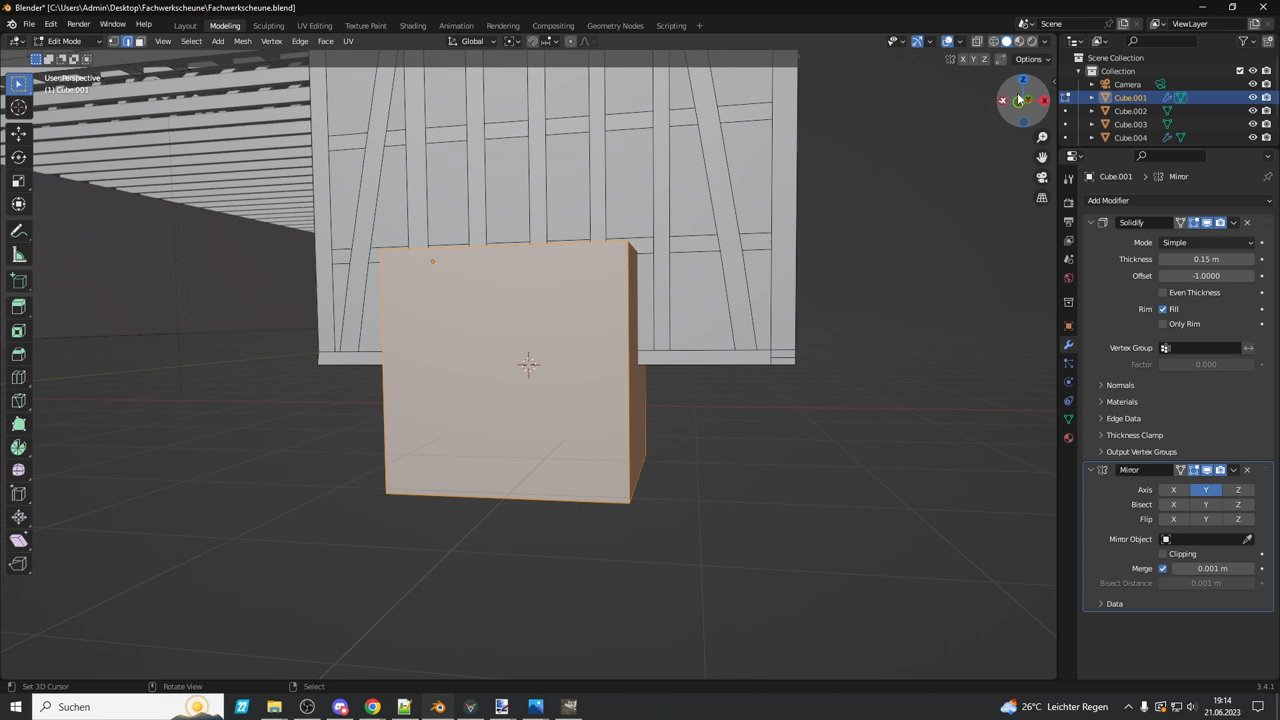 Blender* [C:\Users\Admin\Desktop\Fachwerkscheune\Fachwerkscheune.blend]
File Edit Render Window Help Layout Modeling Sculpting UV Editing Texture Paint Shading Animation Rendering Compositing Geometry Nodes Scripting + Scene ViewLayer
Edit Mode View Select Add Mesh Vertex Edge Face UV Global
X Y Z Options
User Perspective
(1) Cube.001
Z
X X
Scene Collection
Collection
Camera
Cube.001
Cube.002
Cube.003
Cube.004
Cube.001 > Mirror
Add Modifier
Solidify
Mode Simple
Thickness 0.15 m
Offset -1.0000
Even Thickness
Rim Fill
Only Rim
Vertex Group
Factor 0.000
Normals
Materials
Edge Data
Thickness Clamp
Output Vertex Groups
Mirror
Axis X Y Z
Bisect X Y Z
Flip X Y Z
Mirror Object
Clipping
Merge 0.001 m
Bisect Distance 0.001 m
Data
Set 3D Cursor Rotate View Select 3.4.1
Suchen
26°C Leichter Regen
19:14
21.06.2023